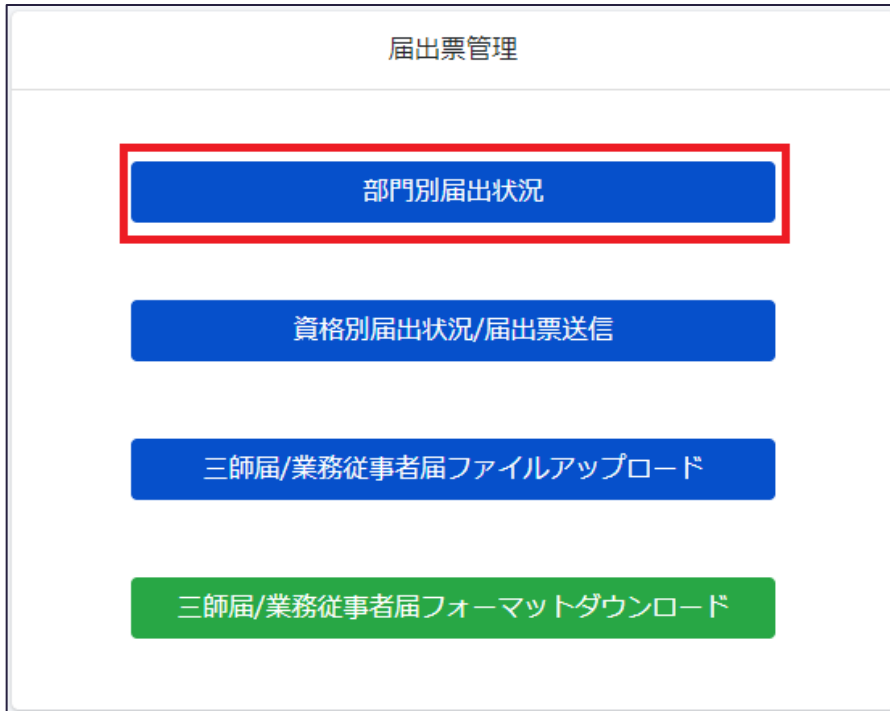 届出票管理
部門別届出状況
資格別届出状況/届出票送信
三師届/業務従事者届ファイルアップロード
三師届/業務従事者届フォーマットダウンロード